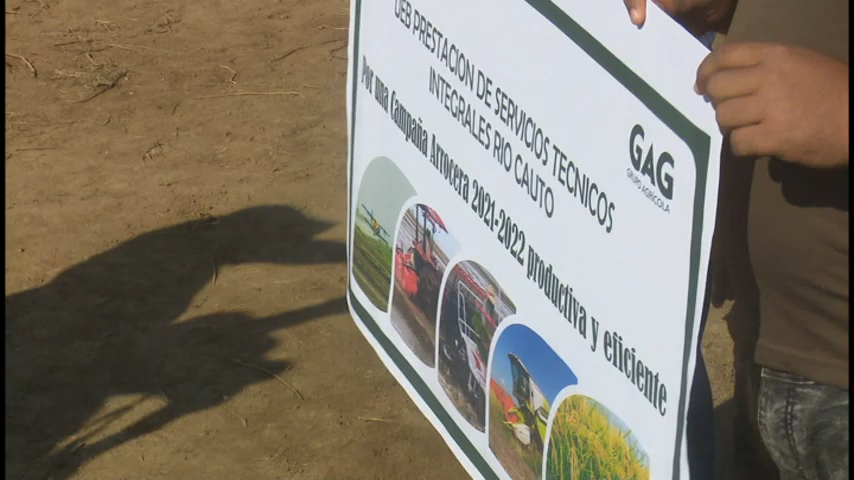 UEB PRESTACION DE SERVICIOS TECNICOS
INTEGRALES RIO CAUTO
Por una Campaña Arrocera 2021-2022 productiva y eficiente
GAG
GRUPO AGRÍCOLA